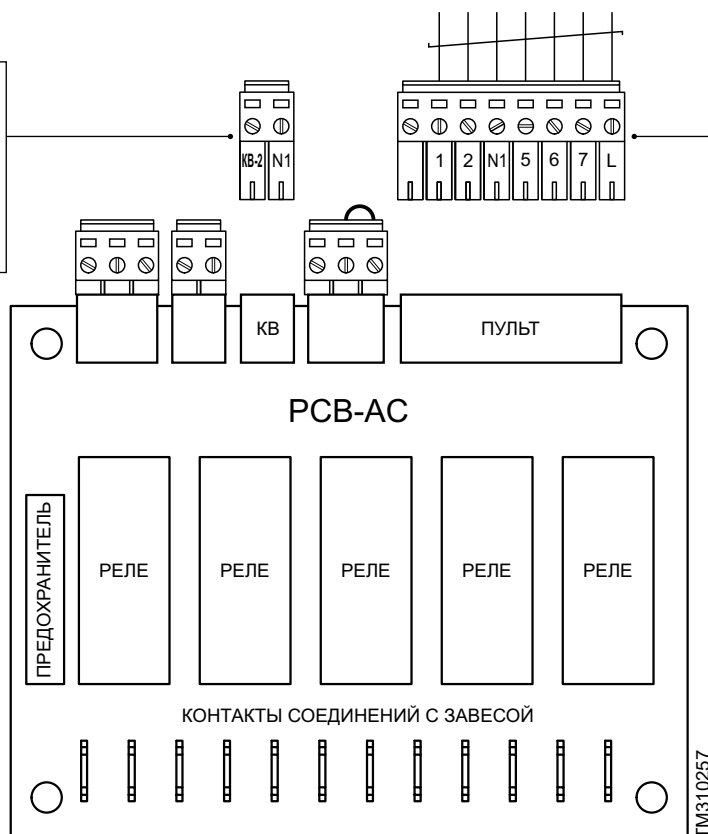 КВ-2 N1
1 2 N1 5 6 7 L
КВ
ПУЛЬТ
PCB-AC
ПРЕДОХРАНИТЕЛЬ
РЕЛЕ РЕЛЕ РЕЛЕ РЕЛЕ РЕЛЕ
КОНТАКТЫ СОЕДИНЕНИЙ С ЗАВЕСОЙ
TM310257